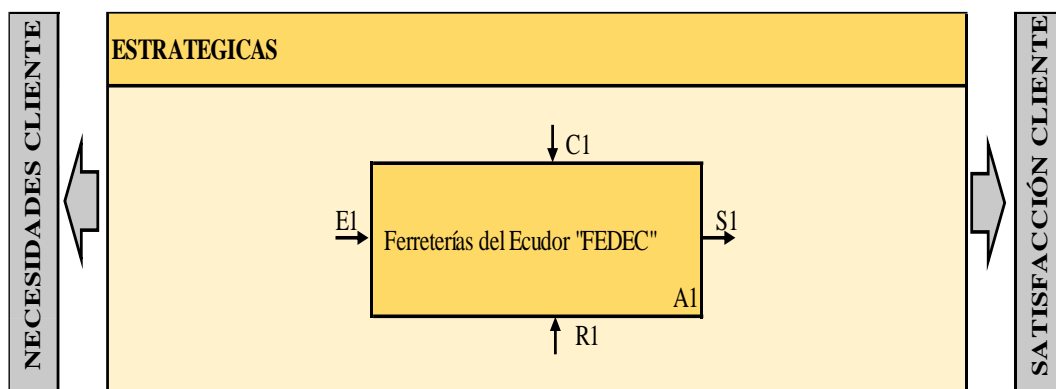 NECESIDADES CLIENTE
ESTRATEGICAS
C1
E1
Ferreterías del Ecudor "FEDEC"
S1
A1
R1
SATISFACCIÓN CLIENTE